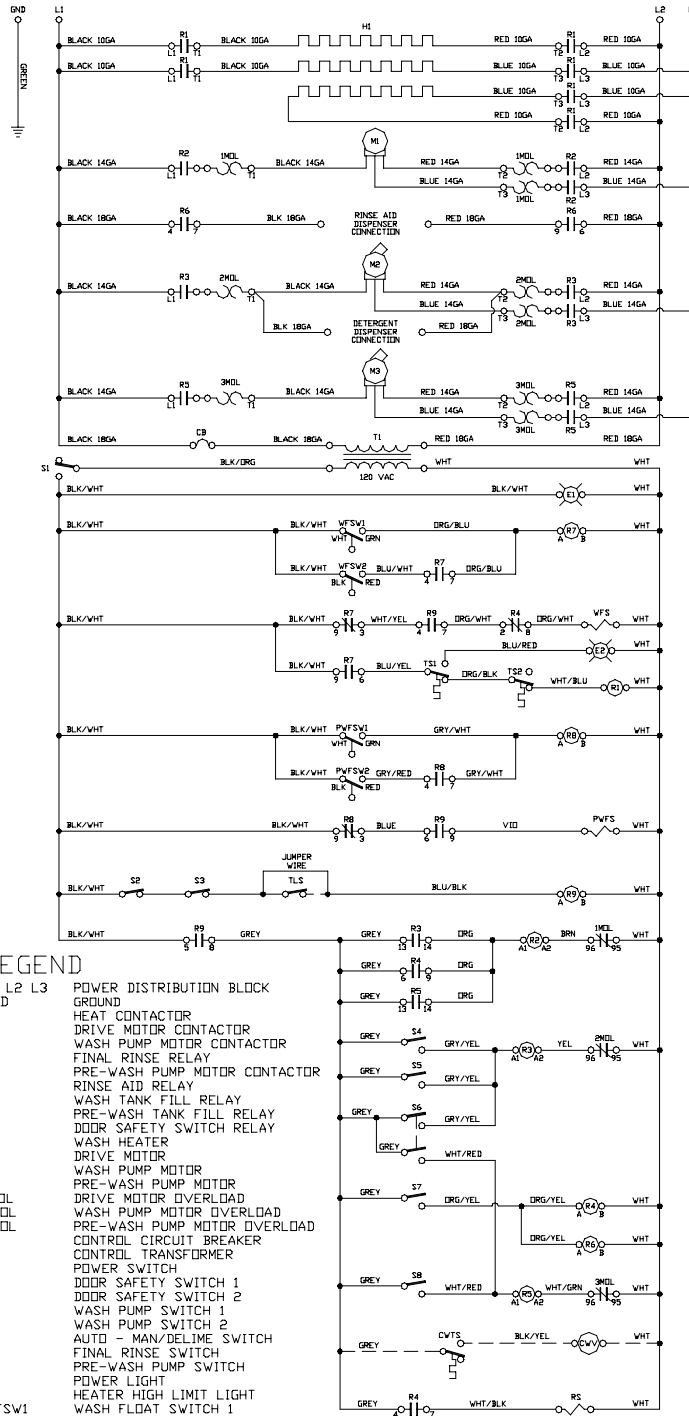 GND L1 L2
H1
BLACK 10GA R1 BLACK 10GA RED 10GA R1 RED 10GA
L1 T1 T2 L2
GREEN
BLACK 10GA R1 BLACK 10GA BLUE 10GA R1 BLUE 10GA
L1 T1 T3 L3
BLUE 10GA R1 BLUE 10GA
T3 L3
RED 10GA R1 RED 10GA
T2 L2
M1
BLACK 14GA R2 1MOL BLACK 14GA RED 14GA 1MOL R2 RED 14GA
L1 T1 T2 L2
BLUE 14GA BLUE 14GA
T3 1MOL R2 L3
BLACK 18GA R6 BLK 18GA RINSE AID DISPENSER CONNECTION RED 18GA R6 RED 18GA
4 7 9 6
M2
BLACK 14GA R3 2MOL BLACK 14GA RED 14GA 2MOL R3 RED 14GA
L1 T1 T2 L2
BLUE 14GA BLUE 14GA
T3 2MOL R3 L3
BLK 18GA DETERGENT DISPENSER CONNECTION RED 18GA
M3
BLACK 14GA R5 3MOL BLACK 14GA RED 14GA 3MOL R5 RED 14GA
L1 T1 T2 L2
BLUE 14GA BLUE 14GA
T3 3MOL R5 L3
BLACK 18GA CB BLACK 18GA T1 RED 18GA RED 18GA
S1 BLK/ORG 120 VAC WHT WHT
BLK/WHT BLK/WHT E1 WHT
BLK/WHT BLK/WHT WFSW1 ORG/BLU R7 WHT
WHT GRN A B
BLK/WHT WFSW2 BLU/WHT R7 ORG/BLU
BLK RED 4 7
BLK/WHT BLK/WHT R7 WHT/YEL R9 ORG/WHT R4 ORG/WHT WFS WHT
9 3 4 7 2 8
BLU/RED E2 WHT
BLK/WHT R7 BLU/YEL TS1 ORG/BLK TS2 WHT/BLU R1 WHT
9 6
BLK/WHT BLK/WHT PWFSW1 GRY/WHT R8 WHT
WHT GRN A B
BLK/WHT PWFSW2 GRY/RED R8 GRY/WHT
BLK RED 4 7
BLK/WHT BLK/WHT R8 BLUE R9 VIO PWFS WHT
9 3 6 9
JUMPER WIRE
BLK/WHT S2 S3 TLS BLU/BLK R9 WHT
A B
BLK/WHT R9 GREY GREY R3 ORG R2 BRN 1MOL WHT
5 8 13 14 A1 A2 96 95
GREY R4 ORG
6 9
GREY R5 ORG
13 14
GREY S4 GRY/YEL R3 YEL 2MOL WHT
A1 A2 96 95
GREY S5 GRY/YEL
GREY S6 GRY/YEL
GREY WHT/RED
GREY S7 ORG/YEL ORG/YEL R4 WHT
A B
ORG/YEL R6 WHT
A B
GREY S8 WHT/RED R5 WHT/GRN 3MOL WHT
A1 A2 96 95
GREY CWTS BLK/YEL CWV WHT
GREY R4 WHT/BLK RS WHT
4 7
EGEND
L2 L3 POWER DISTRIBUTION BLOCK
D GROUND
HEAT CONTACTOR
DRIVE MOTOR CONTACTOR
WASH PUMP MOTOR CONTACTOR
FINAL RINSE RELAY
PRE-WASH PUMP MOTOR CONTACTOR
RINSE AID RELAY
WASH TANK FILL RELAY
PRE-WASH TANK FILL RELAY
DOOR SAFETY SWITCH RELAY
WASH HEATER
DRIVE MOTOR
WASH PUMP MOTOR
PRE-WASH PUMP MOTOR
OL DRIVE MOTOR OVERLOAD
OL WASH PUMP MOTOR OVERLOAD
OL PRE-WASH PUMP MOTOR OVERLOAD
CONTROL CIRCUIT BREAKER
CONTROL TRANSFORMER
POWER SWITCH
DOOR SAFETY SWITCH 1
DOOR SAFETY SWITCH 2
WASH PUMP SWITCH 1
WASH PUMP SWITCH 2
AUTO - MAN/DELIME SWITCH
FINAL RINSE SWITCH
PRE-WASH PUMP SWITCH
POWER LIGHT
HEATER HIGH LIMIT LIGHT
SW1 WASH FLOAT SWITCH 1